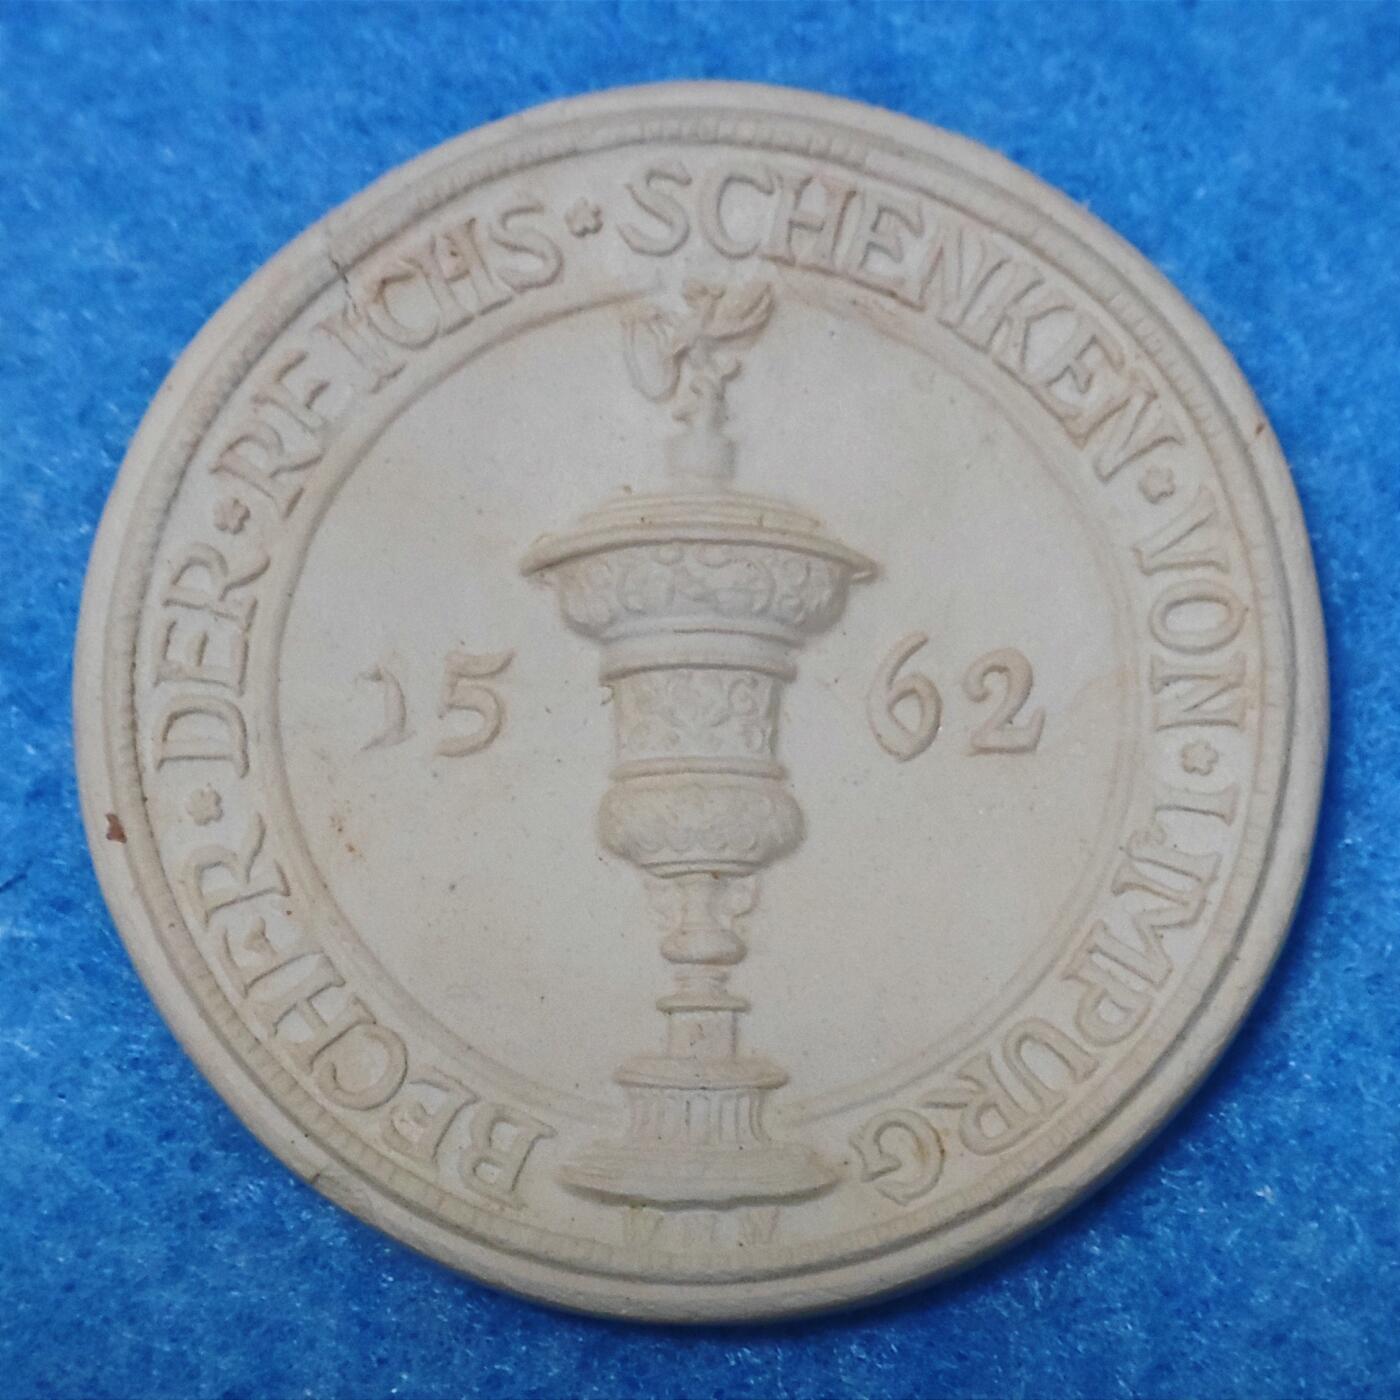 BECHER * DER * REICHS * SCHENKEN * VON * LIMPURG
1562